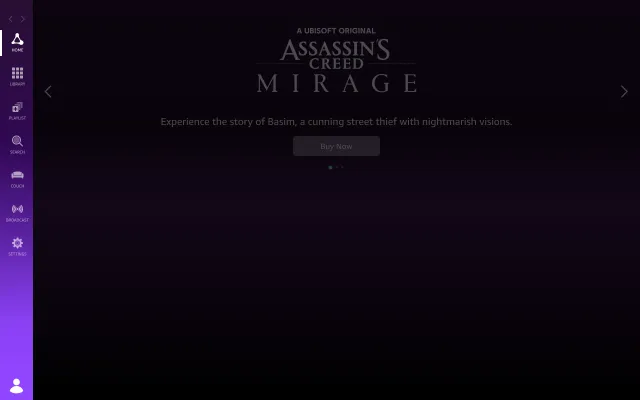 HOME
LIBRARY
PLAYLIST
SEARCH
COUCH
BROADCAST
SETTINGS
A UBISOFT ORIGINAL
ASSASSIN'S
CREED
MIRAGE
Experience the story of Basim, a cunning street thief with nightmarish visions.
Buy Now